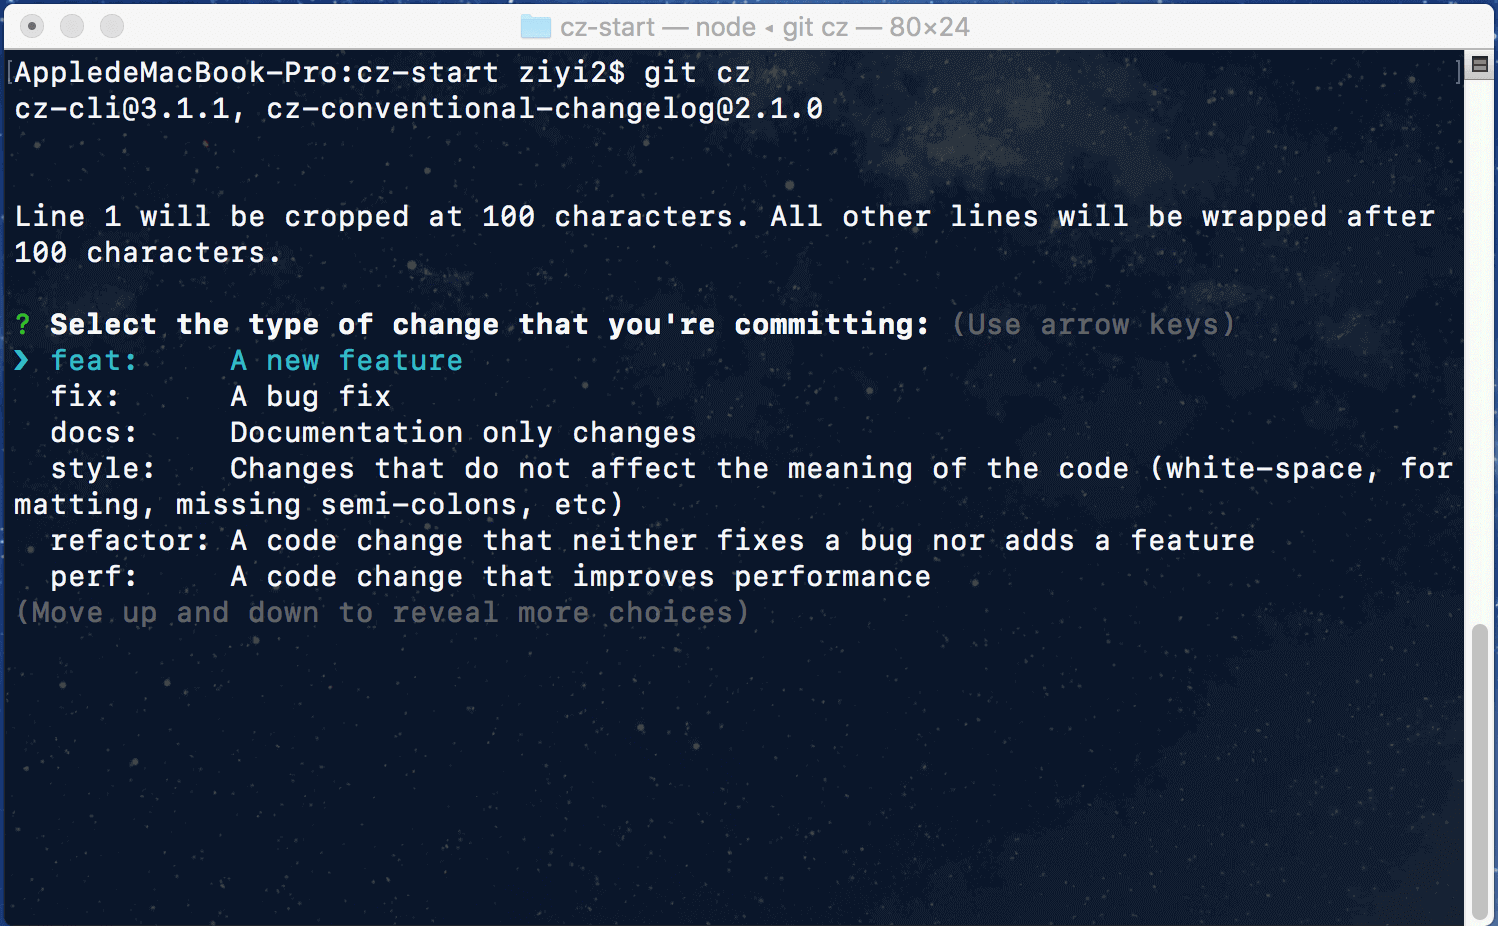 cz-start — node ◂ git cz — 80×24
[AppledeMacBook-Pro:cz-start ziyi2$ git cz ]
cz-cli@3.1.1, cz-conventional-changelog@2.1.0
Line 1 will be cropped at 100 characters. All other lines will be wrapped after
100 characters.
? Select the type of change that you're committing: (Use arrow keys)
❯ feat:     A new feature
  fix:      A bug fix
  docs:     Documentation only changes
  style:    Changes that do not affect the meaning of the code (white-space, for
matting, missing semi-colons, etc)
  refactor: A code change that neither fixes a bug nor adds a feature
  perf:     A code change that improves performance
(Move up and down to reveal more choices)